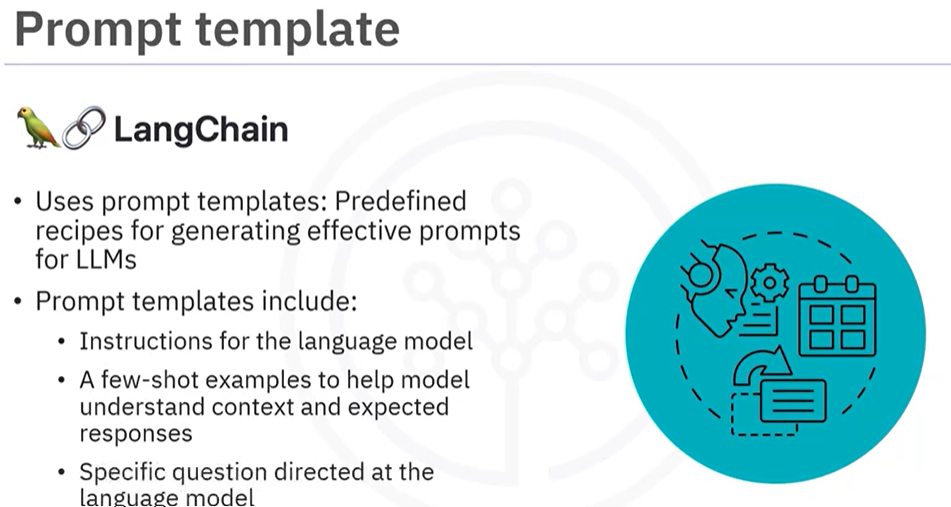 Prompt template
LangChain
• Uses prompt templates: Predefined
recipes for generating effective prompts
for LLMs
• Prompt templates include:
• Instructions for the language model
• A few-shot examples to help model
understand context and expected
responses
• Specific question directed at the
language model